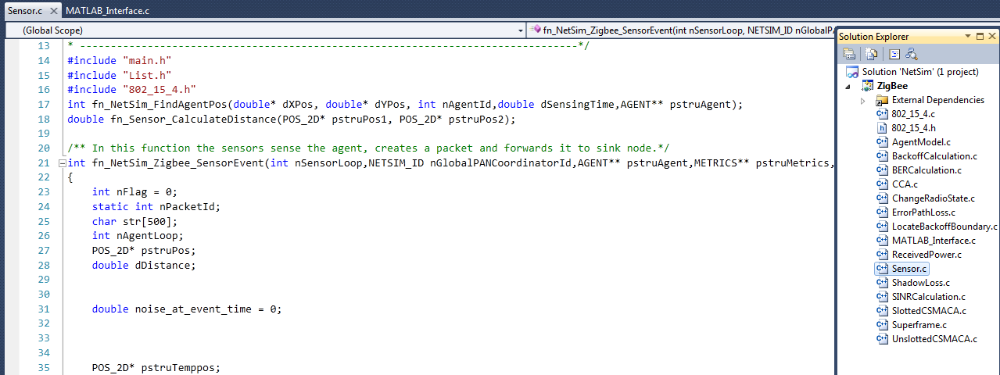 Sensor.c MATLAB_Interface.c
(Global Scope) fn_NetSim_Zigbee_SensorEvent(int nSensorLoop, NETSIM_ID nGlobalPA
13 * ----------------------------------------------------------------------------------*/
14 #include "main.h"
15 #include "List.h"
16 #include "802_15_4.h"
17 int fn_NetSim_FindAgentPos(double* dXPos, double* dYPos, int nAgentId,double dSensingTime,AGENT** pstruAgent);
18 double fn_Sensor_CalculateDistance(POS_2D* pstruPos1, POS_2D* pstruPos2);
19
20 /** In this function the sensors sense the agent, creates a packet and forwards it to sink node.*/
21 int fn_NetSim_Zigbee_SensorEvent(int nSensorLoop,NETSIM_ID nGlobalPANCoordinatorId,AGENT** pstruAgent,METRICS** pstruMetrics,
22 {
23 int nFlag = 0;
24 static int nPacketId;
25 char str[500];
26 int nAgentLoop;
27 POS_2D* pstruPos;
28 double dDistance;
29
30
31 double noise_at_event_time = 0;
32
33
34
35 POS_2D* pstruTemppos;
Solution Explorer
Solution 'NetSim' (1 project)
ZigBee
External Dependencies
802_15_4.c
802_15_4.h
AgentModel.c
BackoffCalculation.c
BERCalculation.c
CCA.c
ChangeRadioState.c
ErrorPathLoss.c
LocateBackoffBoundary.c
MATLAB_Interface.c
ReceivedPower.c
Sensor.c
ShadowLoss.c
SINRCalculation.c
SlottedCSMACA.c
Superframe.c
UnslottedCSMACA.c